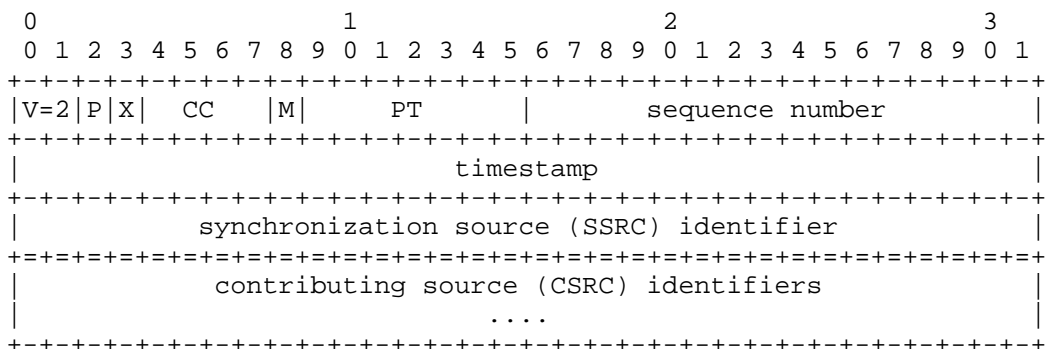 0                   1                   2                   3
 0 1 2 3 4 5 6 7 8 9 0 1 2 3 4 5 6 7 8 9 0 1 2 3 4 5 6 7 8 9 0 1
+-+-+-+-+-+-+-+-+-+-+-+-+-+-+-+-+-+-+-+-+-+-+-+-+-+-+-+-+-+-+-+-+
|V=2|P|X|  CC   |M|     PT      |       sequence number         |
+-+-+-+-+-+-+-+-+-+-+-+-+-+-+-+-+-+-+-+-+-+-+-+-+-+-+-+-+-+-+-+-+
|                           timestamp                           |
+-+-+-+-+-+-+-+-+-+-+-+-+-+-+-+-+-+-+-+-+-+-+-+-+-+-+-+-+-+-+-+-+
|           synchronization source (SSRC) identifier            |
+=+=+=+=+=+=+=+=+=+=+=+=+=+=+=+=+=+=+=+=+=+=+=+=+=+=+=+=+=+=+=+=+
|            contributing source (CSRC) identifiers             |
|                             ....                              |
+-+-+-+-+-+-+-+-+-+-+-+-+-+-+-+-+-+-+-+-+-+-+-+-+-+-+-+-+-+-+-+-+